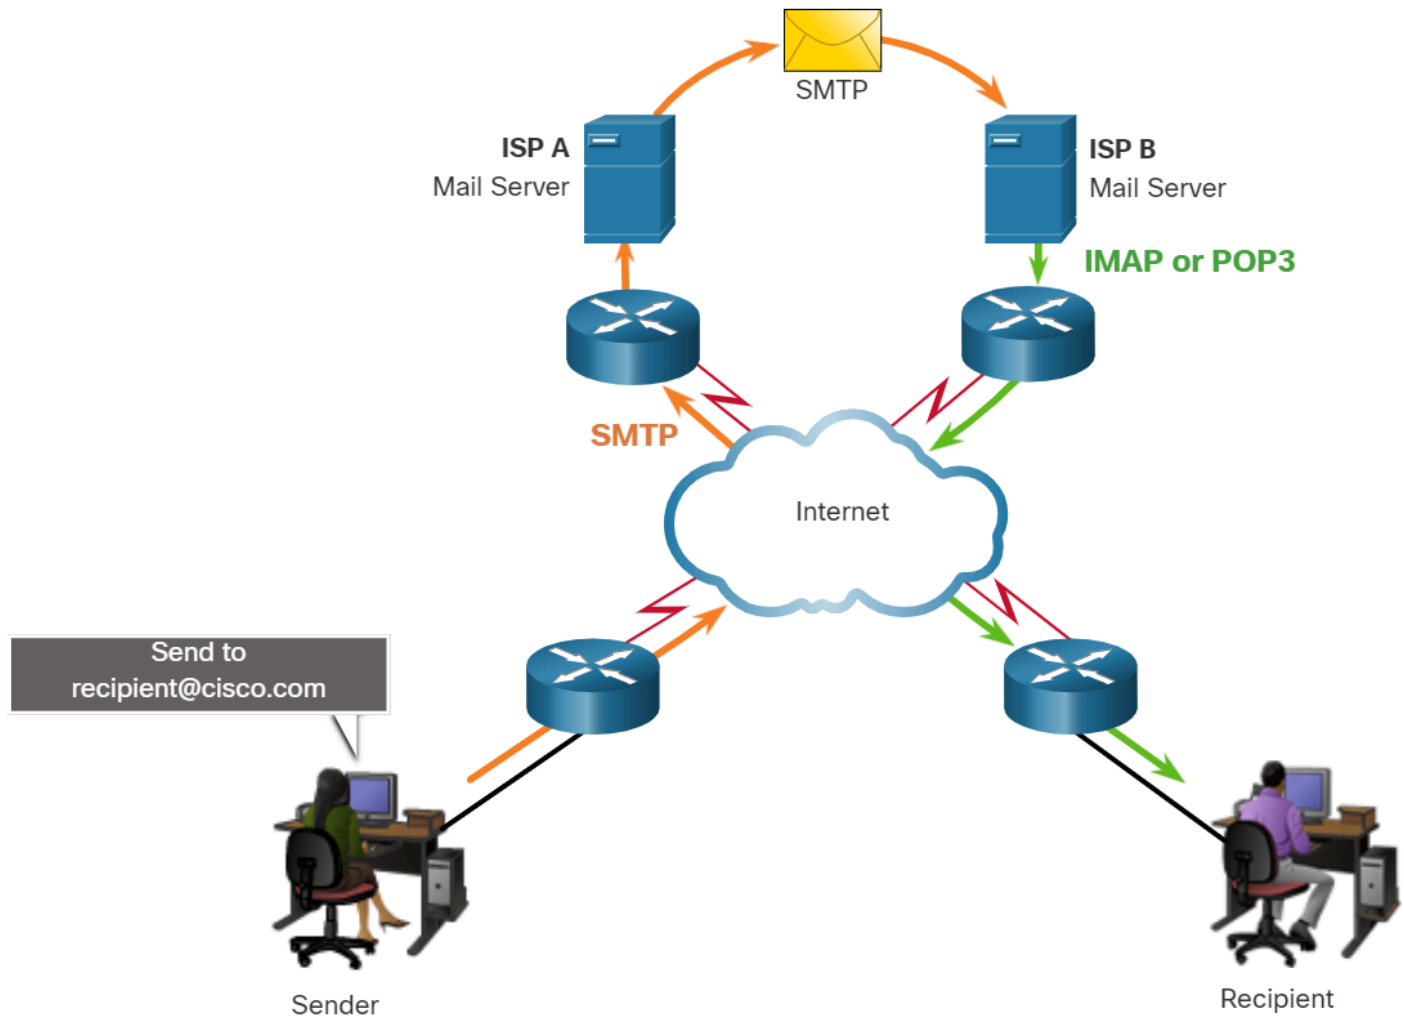 SMTP
ISP A
Mail Server
ISP B
Mail Server
IMAP or POP3
SMTP
Internet
Send to
recipient@cisco.com
Sender
Recipient